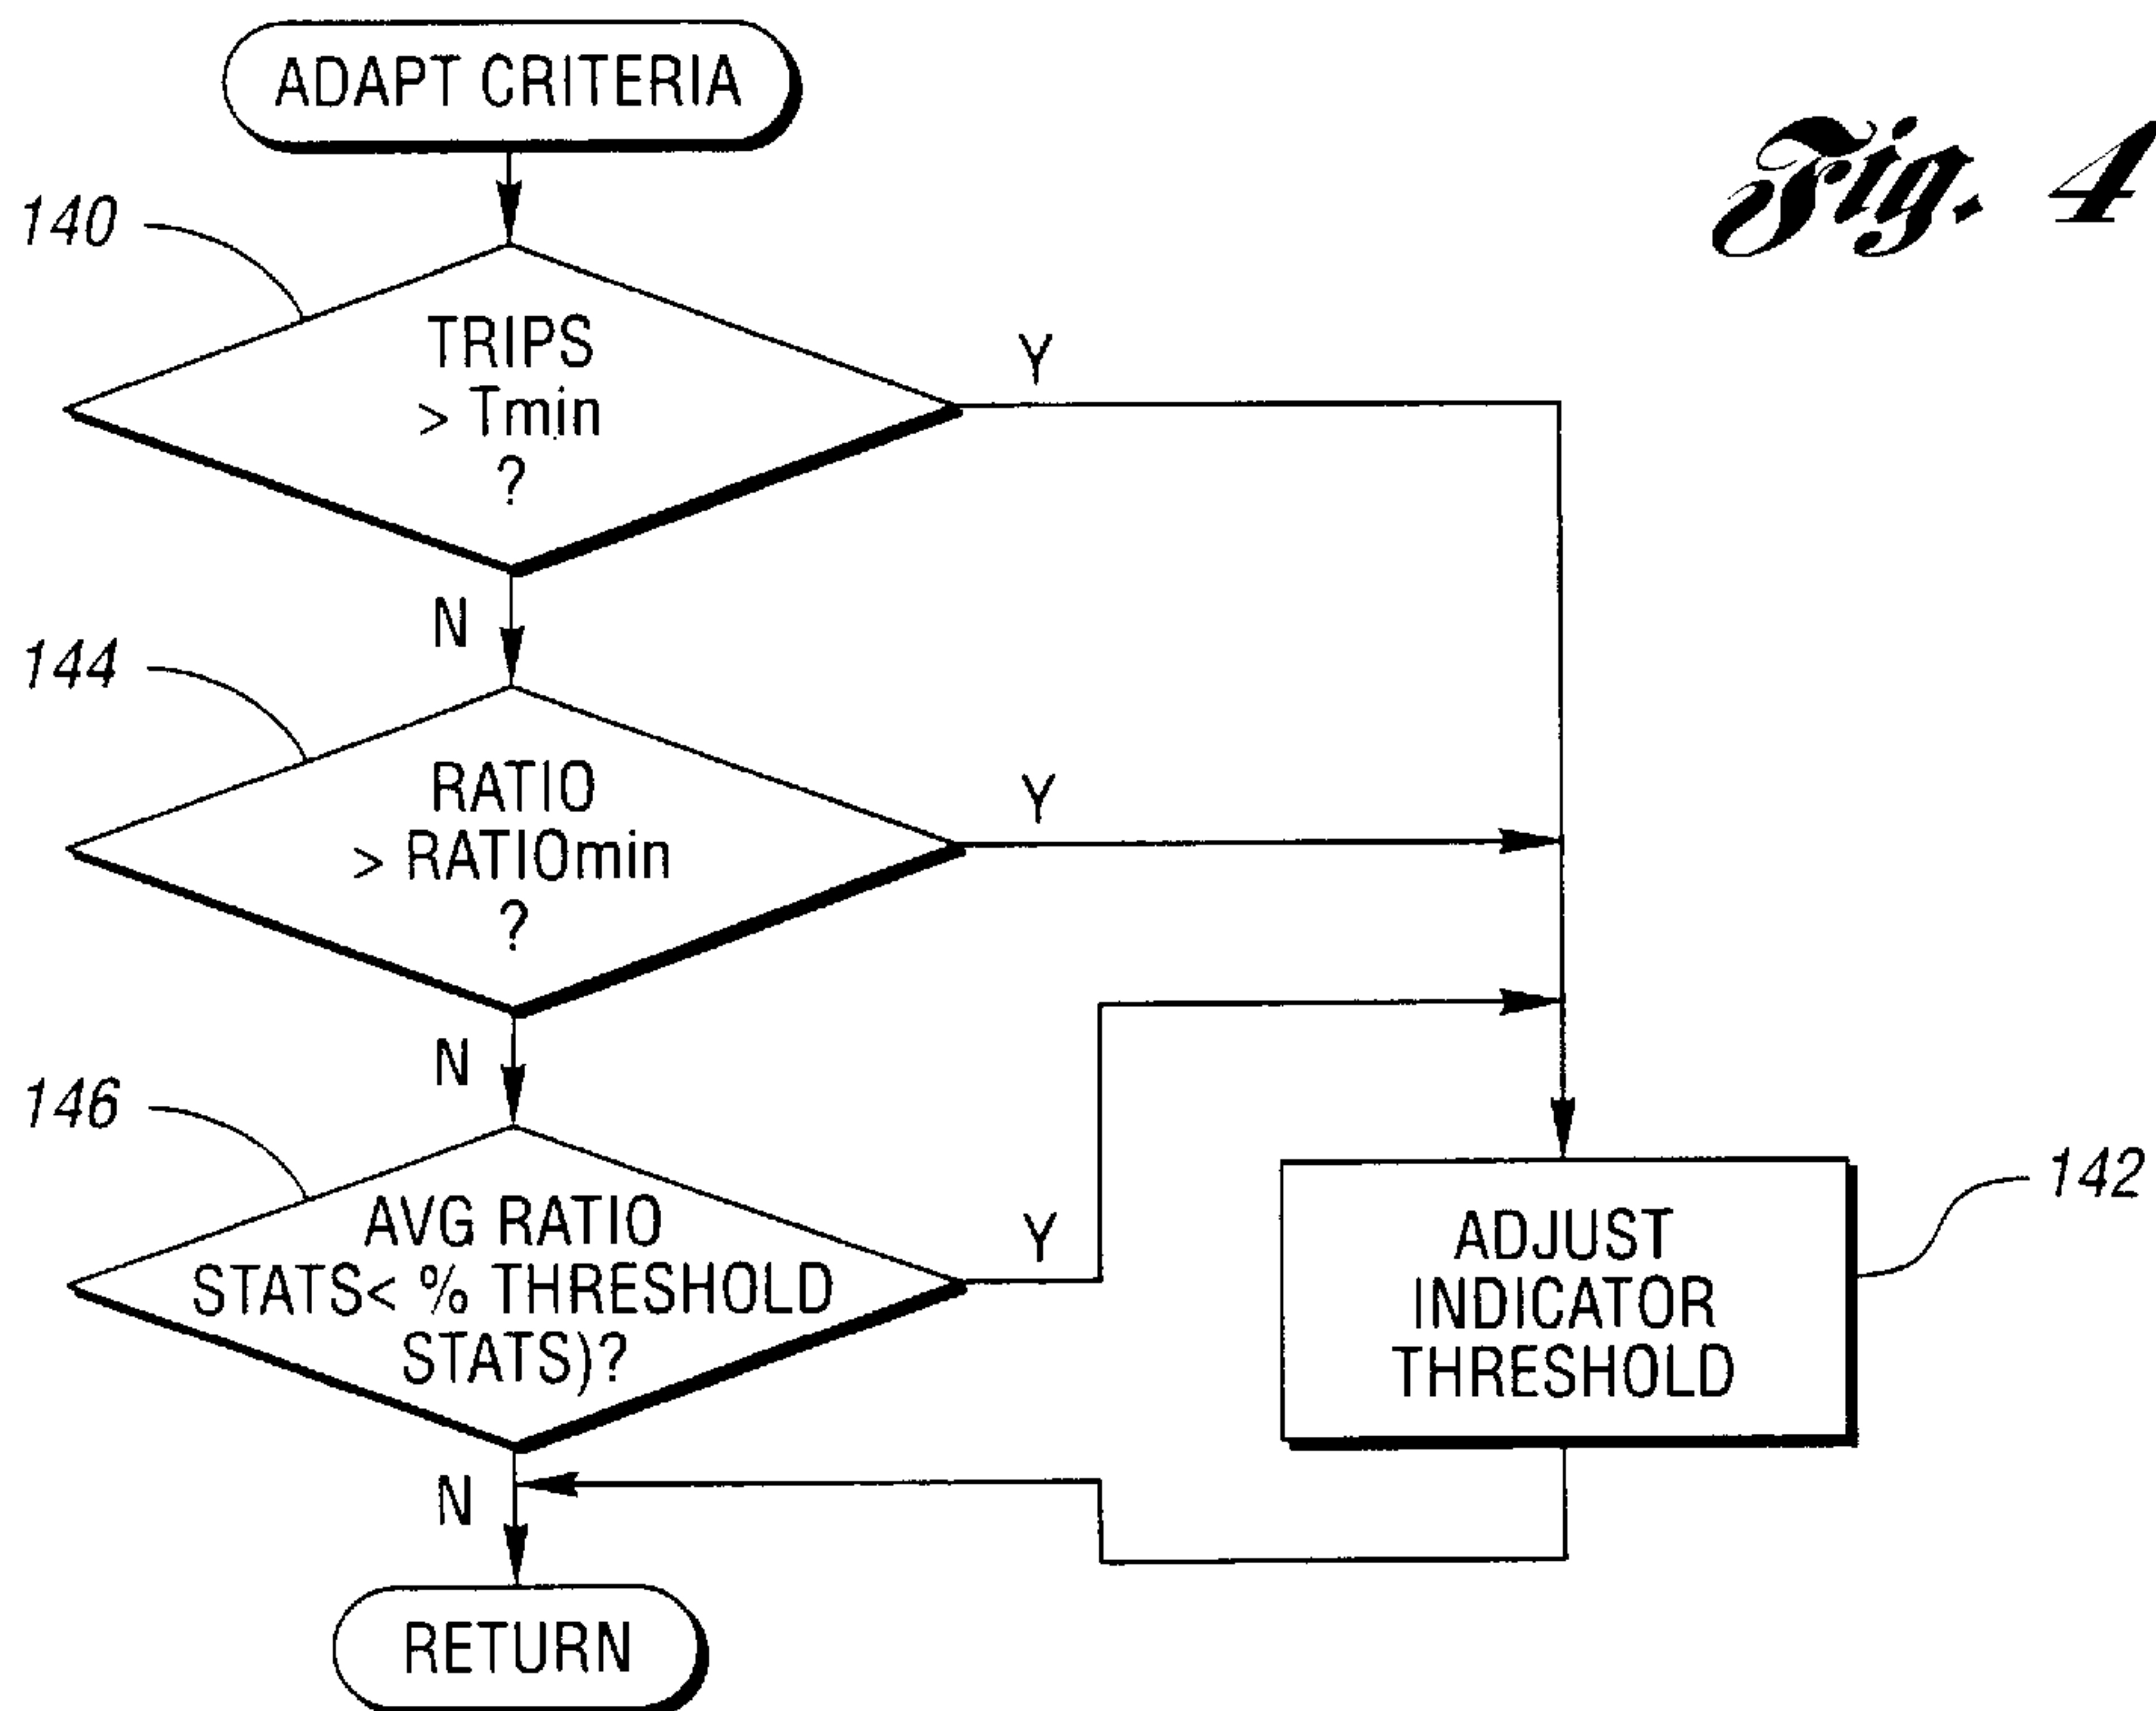 ADAPT CRITERIA
Fig. 4
140
TRIPS
> Tmin
?
Y
N
144
RATIO
> RATIOmin
?
Y
N
146
AVG RATIO
STATS< % THRESHOLD
STATS)?
Y
N
ADJUST
INDICATOR
THRESHOLD
142
RETURN